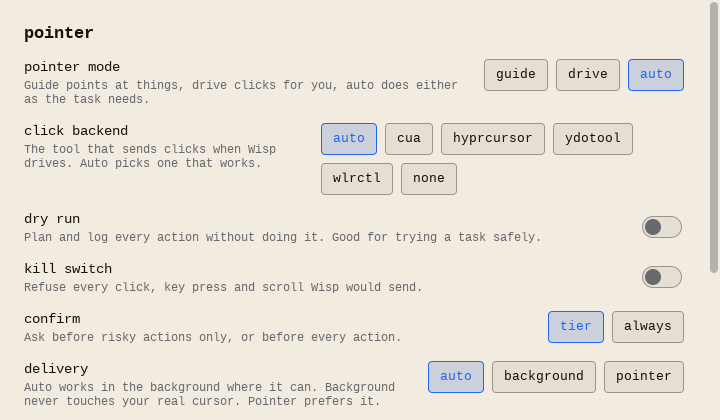 pointer
pointer mode
Guide points at things, drive clicks for you, auto does either
as the task needs.
guide drive auto
click backend
The tool that sends clicks when Wisp
drives. Auto picks one that works.
auto cua hyprcursor ydotool
wlrctl none
dry run
Plan and log every action without doing it. Good for trying a task safely.
kill switch
Refuse every click, key press and scroll Wisp would send.
confirm
Ask before risky actions only, or before every action.
tier always
delivery
Auto works in the background where it can. Background
never touches your real cursor. Pointer prefers it.
auto background pointer